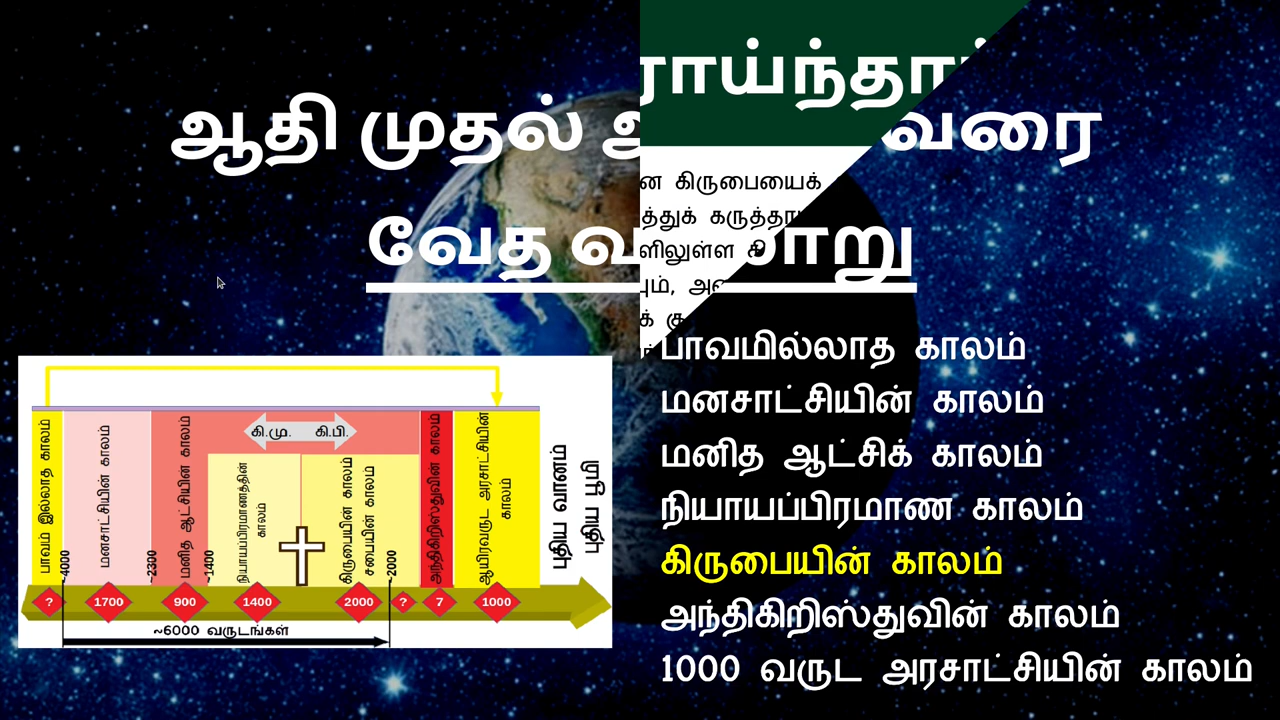 ராய்ந்தா
ஆதி முதல் வரை
ன கிருபையைக்
த்துக்
ளிலுள்ள
வேத
பாவமில்லாத காலம்
மனசாட்சியின் காலம்
மனித ஆட்சிக் காலம்
நியாயப்பிரமாண காலம்
கிருபையின் காலம்
அந்திகிறிஸ்துவின் காலம்
1000 வருட அரசாட்சியின் காலம்
பாவம் இல்லாத காலம்
மனசாட்சியின் காலம்
மனித ஆட்சியின் காலம்
நியாயப்பிரமாணத்தின்
காலம்
கி.மு. கி.பி.
கிருபையின் காலம்
சபையின் காலம்
அந்திகிறிஸ்துவின் காலம்
ஆயிரவருட அரசாட்சியின்
காலம்
புதிய வானம்
புதிய பூமி
~4000 ~2300 ~1400 ~2000
? 1700 900 1400 2000 ? 7 1000
~6000 வருடங்கள்